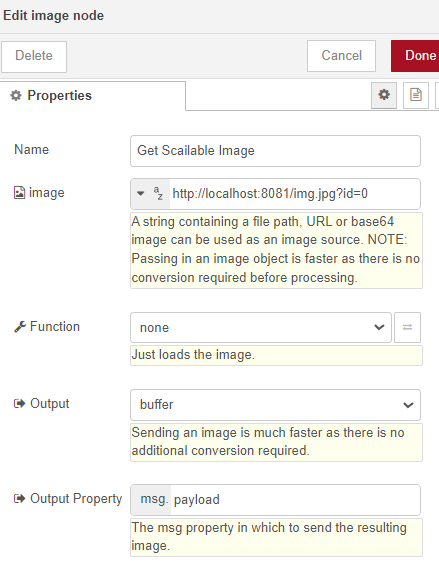 Edit image node
Delete
Cancel
Done
Properties
Name
Get Scailable Image
image
a
z
http://localhost:8081/img.jpg?id=0
A string containing a file path, URL or base64
image can be used as an image source. NOTE:
Passing in an image object is faster as there is no
conversion required before processing.
Function
none
Just loads the image.
Output
buffer
Sending an image is much faster as there is no
additional conversion required.
Output Property
msg. payload
The msg property in which to send the resulting
image.